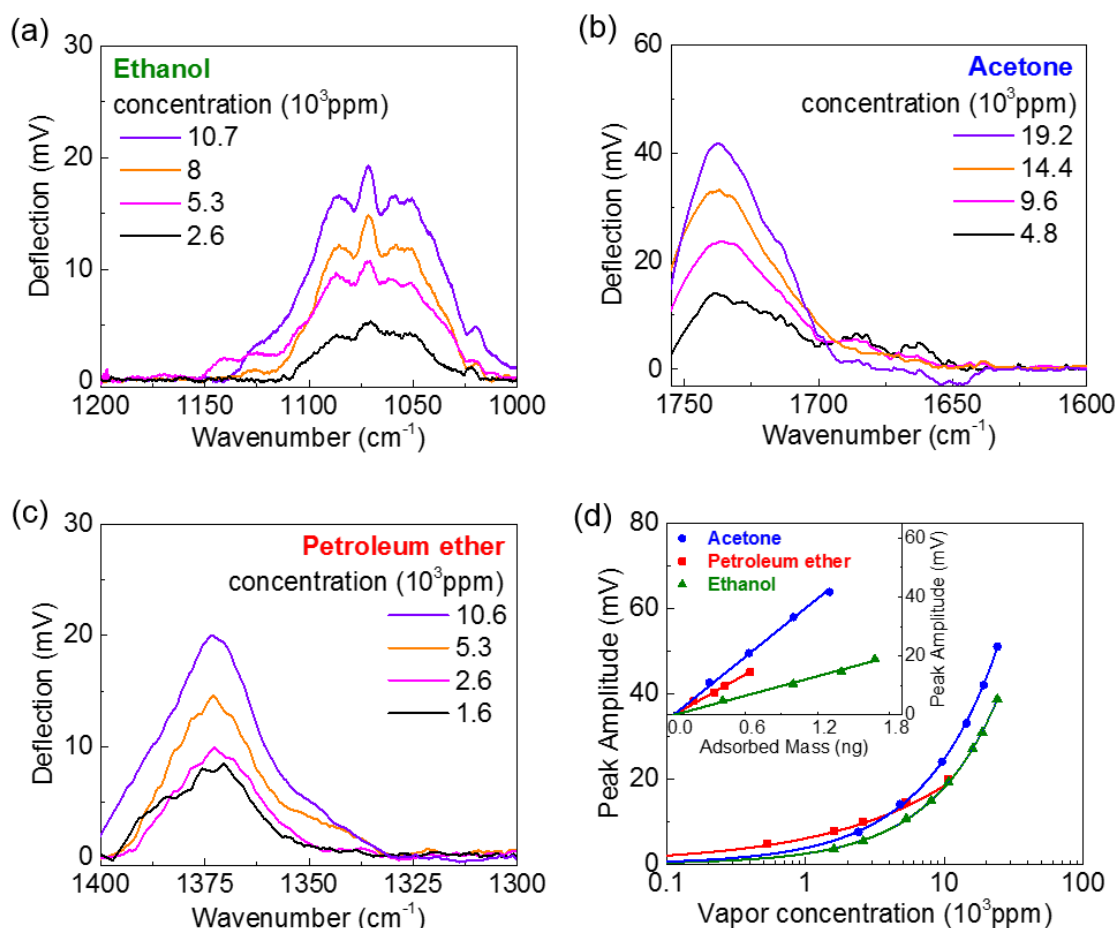 (a)
30
20
10
0
Deflection (mV)
Ethanol
concentration (10³ppm)
10.7
8
5.3
2.6
1200
1150
1100
1050
1000
Wavenumber (cm⁻¹)
(b)
60
40
20
0
Deflection (mV)
Acetone
concentration (10³ppm)
19.2
14.4
9.6
4.8
1750
1700
1650
1600
Wavenumber (cm⁻¹)
(c)
30
20
10
0
Deflection (mV)
Petroleum ether
concentration (10³ppm)
10.6
5.3
2.6
1.6
1400
1375
1350
1325
1300
Wavenumber (cm⁻¹)
(d)
80
60
40
20
0
Peak Amplitude (mV)
Acetone
Petroleum ether
Ethanol
60
40
20
0
Peak Amplitude (mV)
0.0
0.6
1.2
1.8
Adsorbed Mass (ng)
0.1
1
10
100
Vapor concentration (10³ppm)